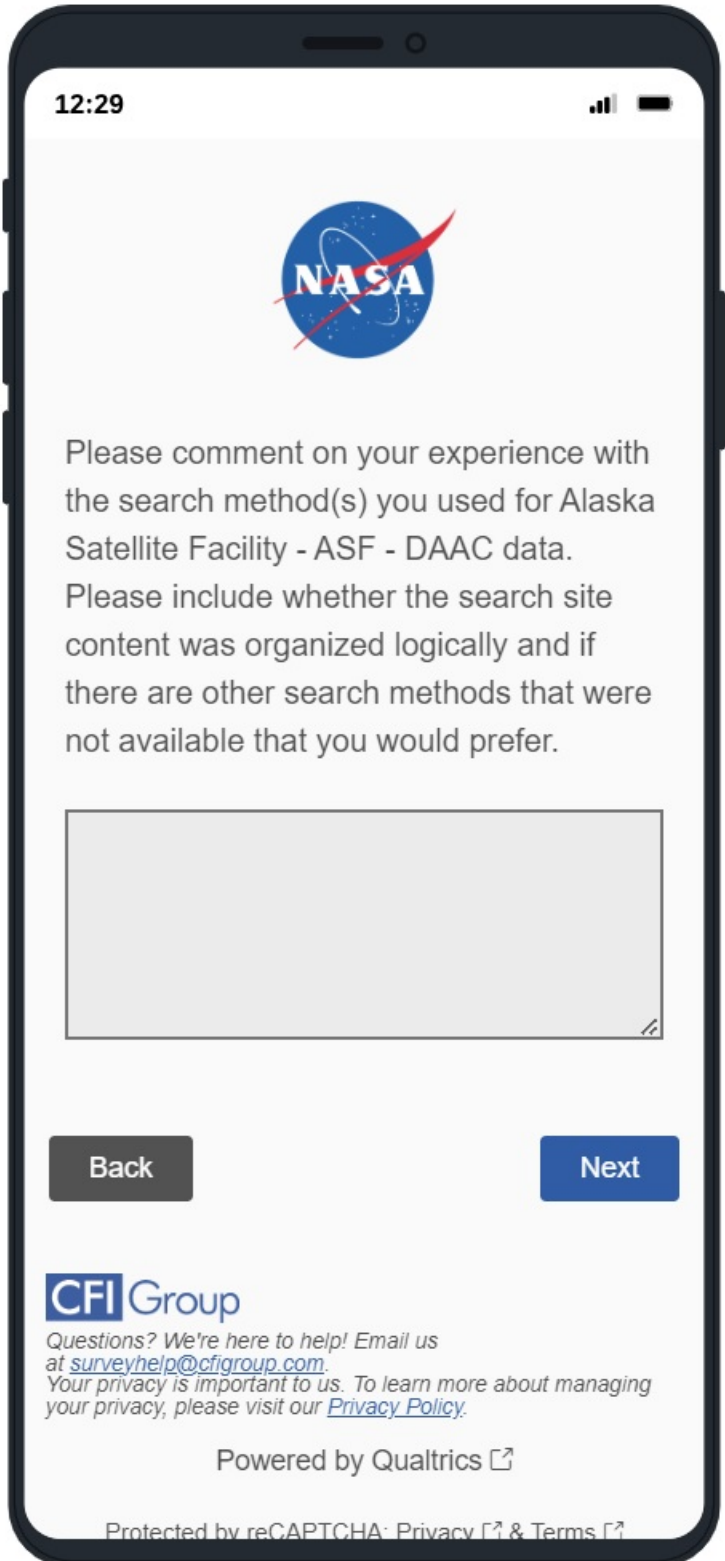 12:29
NASA
Please comment on your experience with
the search method(s) you used for Alaska
Satellite Facility - ASF - DAAC data.
Please include whether the search site
content was organized logically and if
there are other search methods that were
not available that you would prefer.
Back
Next
CFI Group
Questions? We're here to help! Email us
at surveyhelp@cfigroup.com.
Your privacy is important to us. To learn more about managing
your privacy, please visit our Privacy Policy.
Powered by Qualtrics
Protected by reCAPTCHA: Privacy & Terms